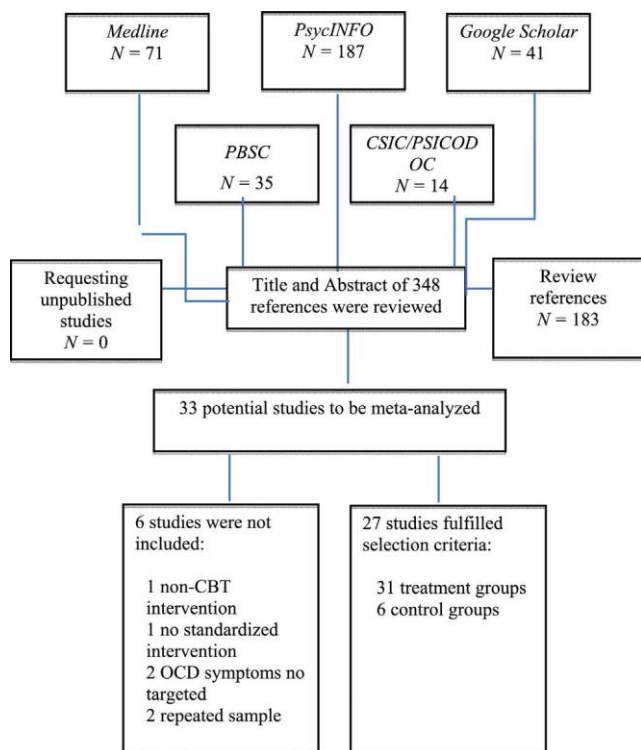 Medline
N = 71
PsycINFO
N = 187
Google Scholar
N = 41
PBSC
N = 35
CSIC/PSICOD
OC
N = 14
Requesting
unpublished
studies
N = 0
Title and Abstract of 348
references were reviewed
Review
references
N = 183
33 potential studies to be meta-analyzed
6 studies were not
included:
1 non-CBT
intervention
1 no standardized
intervention
2 OCD symptoms no
targeted
2 repeated sample
27 studies fulfilled
selection criteria:
31 treatment groups
6 control groups